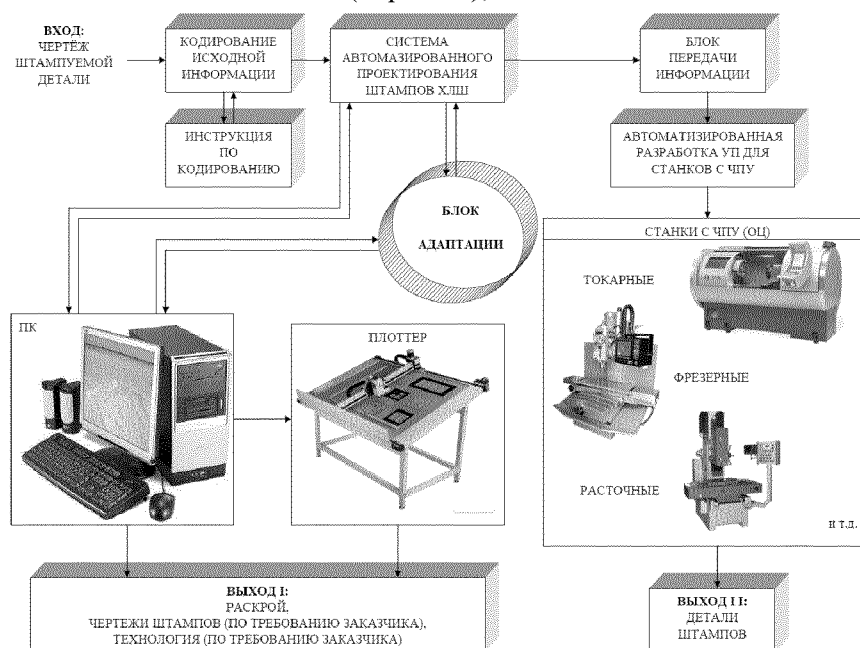 ВХОД:
ЧЕРТЁЖ
ШТАМПУЕМОЙ
ДЕТАЛИ
КОДИРОВАНИЕ
ИСХОДНОЙ
ИНФОРМАЦИИ
СИСТЕМА
АВТОМАЗИРОВАННОГО
ПРОЕКТИРОВАНИЯ
ШТАМПОВ ХЛШ
БЛОК
ПЕРЕДАЧИ
ИНФОРМАЦИИ
ИНСТРУКЦИЯ
ПО
КОДИРОВАНИЮ
АВТОМАТИЗИРОВАННАЯ
РАЗРАБОТКА УП ДЛЯ
СТАНКОВ С ЧПУ
БЛОК
АДАПТАЦИИ
СТАНКИ С ЧПУ (ОЦ)
ТОКАРНЫЕ
ФРЕЗЕРНЫЕ
РАСТОЧНЫЕ
И Т.Д.
ПК
ПЛОТТЕР
ВЫХОД I:
РАСКРОЙ,
ЧЕРТЕЖИ ШТАМПОВ (ПО ТРЕБОВАНИЮ ЗАКАЗЧИКА),
ТЕХНОЛОГИЯ (ПО ТРЕБОВАНИЮ ЗАКАЗЧИКА)
ВЫХОД I I:
ДЕТАЛИ
ШТАМПОВ